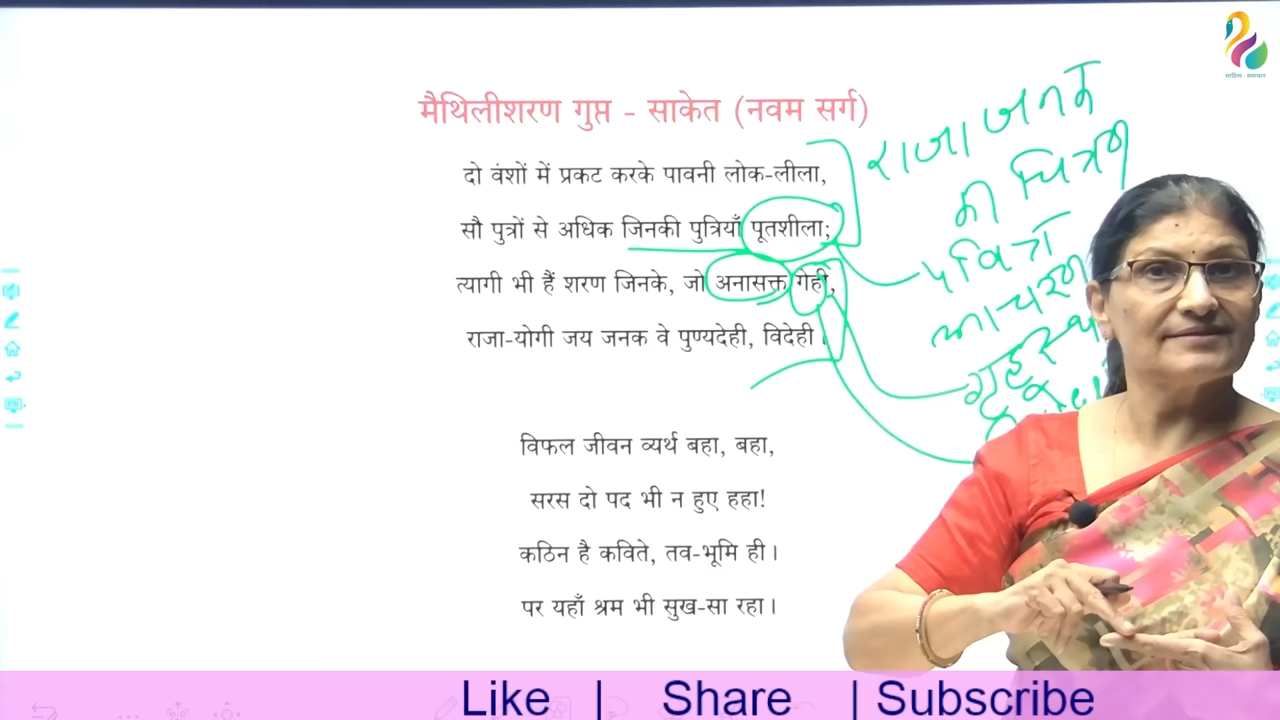 साहित्य - समाचार
मैथिलीशरण गुप्त - साकेत (नवम सर्ग)
दो वंशों में प्रकट करके पावनी लोक-लीला,
सौ पुत्रों से अधिक जिनकी पुत्रियाँ पूतशीला;
त्यागी भी हैं शरण जिनके, जो अनासक्त गेही,
राजा-योगी जय जनक वे पुण्यदेही, विदेही।
राजा जनक
की चित्रण
पवित्र
आचरण
गृहस्थ
विफल जीवन व्यर्थ बहा, बहा,
सरस दो पद भी न हुए हहा!
कठिन है कविते, तव-भूमि ही।
पर यहाँ श्रम भी सुख-सा रहा।
Like | Share | Subscribe